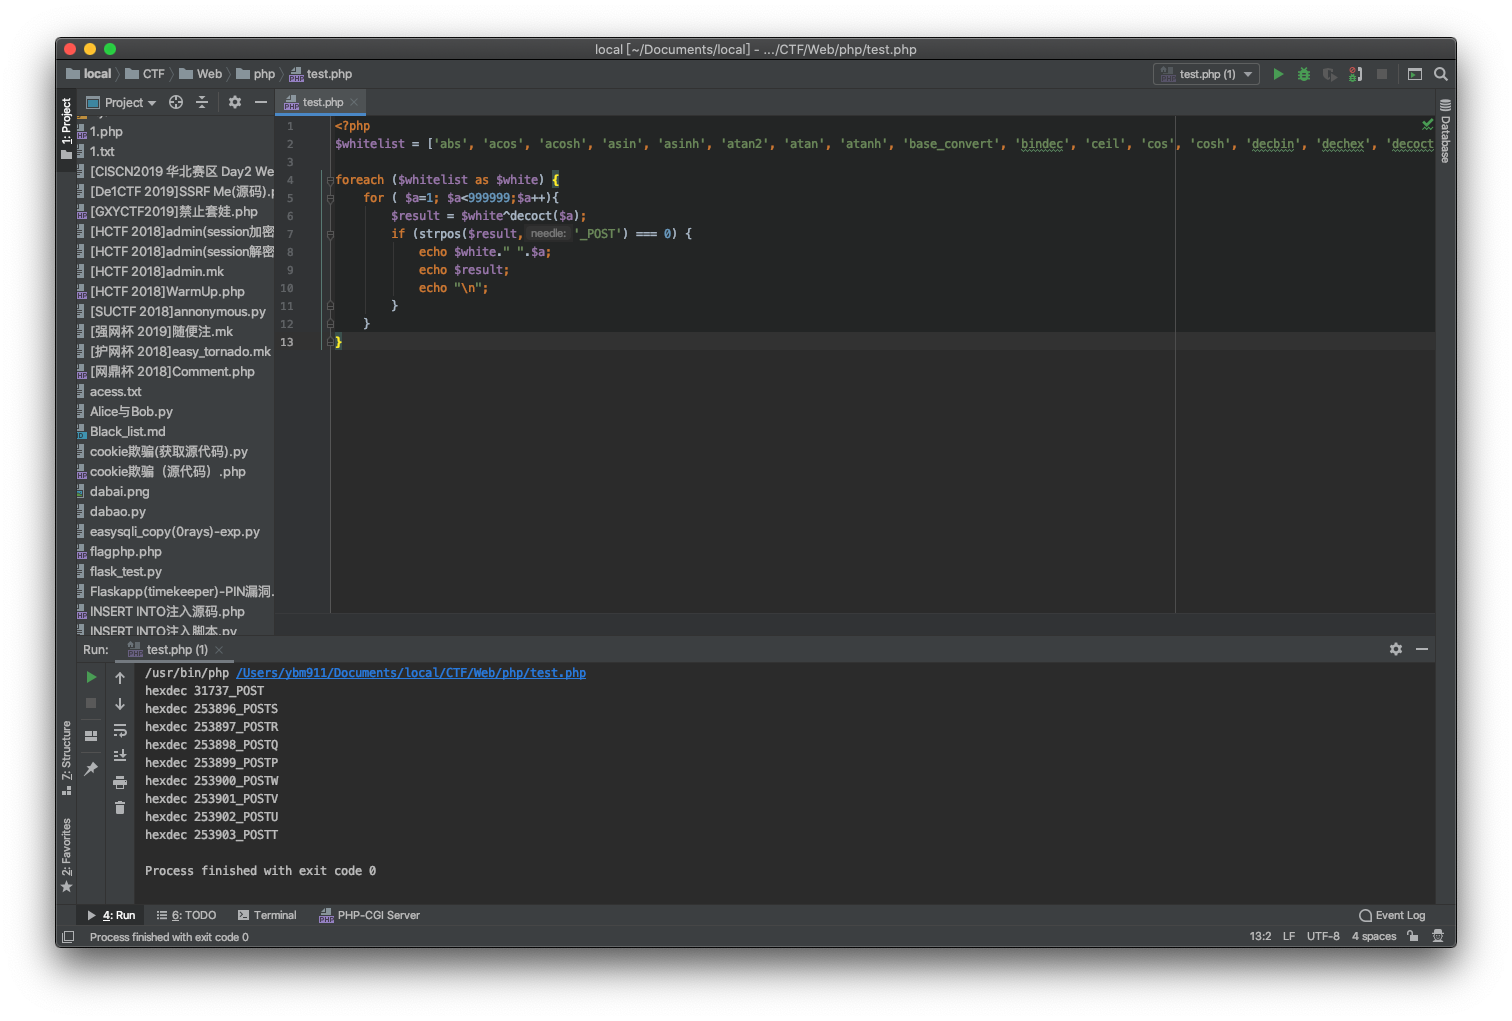 local [~/Documents/local] - .../CTF/Web/php/test.php
local CTF Web php test.php
test.php (1)
Project
test.php
1: Project
Database
1.php
1.txt
[CISCN2019 华北赛区 Day2 We
[De1CTF 2019]SSRF Me(源码).
[GXYCTF2019]禁止套娃.php
[HCTF 2018]admin(session加密
[HCTF 2018]admin(session解密
[HCTF 2018]admin.mk
[HCTF 2018]WarmUp.php
[SUCTF 2018]annonymous.py
[强网杯 2019]随便注.mk
[护网杯 2018]easy_tornado.mk
[网鼎杯 2018]Comment.php
acess.txt
Alice与Bob.py
Black_list.md
cookie欺骗(获取源代码).py
cookie欺骗（源代码）.php
dabai.png
dabao.py
easysqli_copy(0rays)-exp.py
flagphp.php
flask_test.py
Flaskapp(timekeeper)-PIN漏洞.
INSERT INTO注入源码.php
INSERT INTO注入脚本.py
1 <?php
2 $whitelist = ['abs', 'acos', 'acosh', 'asin', 'asinh', 'atan2', 'atan', 'atanh', 'base_convert', 'bindec', 'ceil', 'cos', 'cosh', 'decbin', 'dechex', 'decoct
3
4 foreach ($whitelist as $white) {
5 for ( $a=1; $a<999999;$a++){
6 $result = $white^decoct($a);
7 if (strpos($result, needle: '_POST') === 0) {
8 echo $white." ".$a;
9 echo $result;
10 echo "\n";
11 }
12 }
13 }
Run: test.php (1)
/usr/bin/php /Users/ybm911/Documents/local/CTF/Web/php/test.php
hexdec 31737_POST
hexdec 253896_POSTS
hexdec 253897_POSTR
hexdec 253898_POSTQ
hexdec 253899_POSTP
hexdec 253900_POSTW
hexdec 253901_POSTV
hexdec 253902_POSTU
hexdec 253903_POSTT
Process finished with exit code 0
Z: Structure
2: Favorites
4: Run 6: TODO Terminal PHP-CGI Server Event Log
Process finished with exit code 0 13:2 LF UTF-8 4 spaces